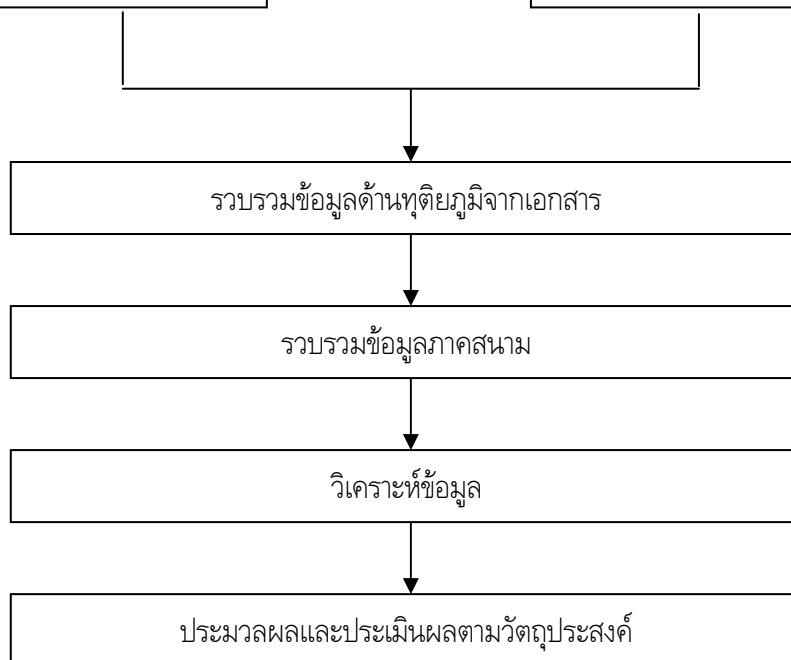 รวบรวมข้อมูลด้านทุติยภูมิจากเอกสาร
รวบรวมข้อมูลภาคสนาม
วิเคราะห์ข้อมูล
ประมวลผลและประเมินผลตามวัตถุประสงค์